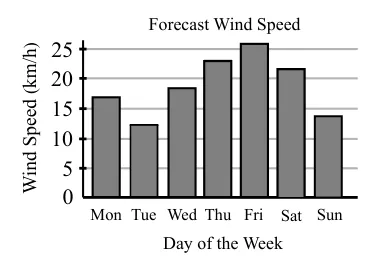 Forecast Wind Speed
Wind Speed (km/h)
25
20
15
10
5
0
Mon Tue Wed Thu Fri Sat Sun
Day of the Week